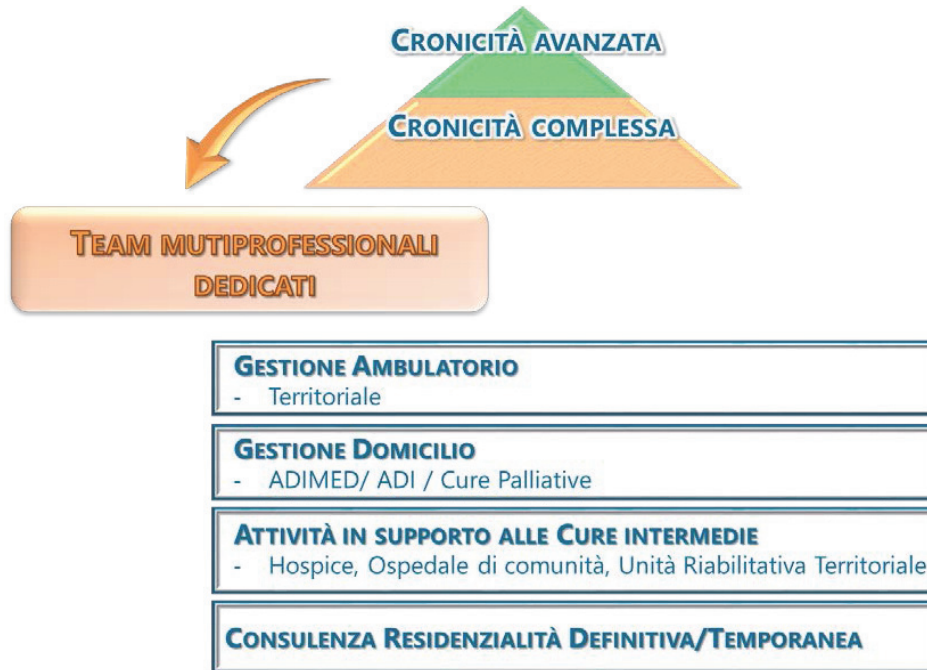 CRONICITÀ AVANZATA
CRONICITÀ COMPLESSA
TEAM MUTIPROFESSIONALI
DEDICATI
GESTIONE AMBULATORIO
- Territoriale
GESTIONE DOMICILIO
- ADIMED/ ADI / Cure Palliative
ATTIVITÀ IN SUPPORTO ALLE CURE INTERMEDIE
- Hospice, Ospedale di comunità, Unità Riabilitativa Territoriale
CONSULENZA RESIDENZIALITÀ DEFINITIVA/TEMPORANEA